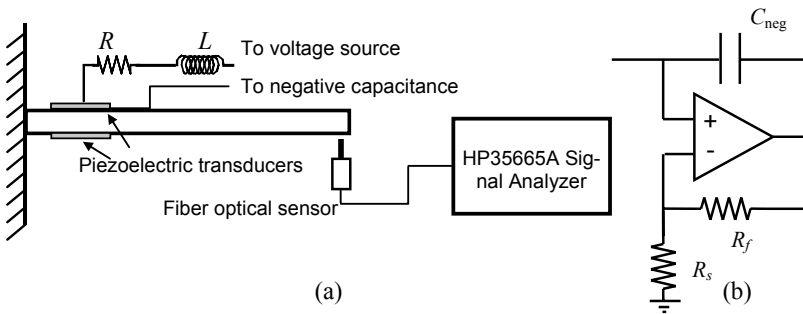 R
L
To voltage source
To negative capacitance
Piezoelectric transducers
Fiber optical sensor
HP35665A Sig-
nal Analyzer
(a)
C_neg
+
-
R_f
R_s
(b)